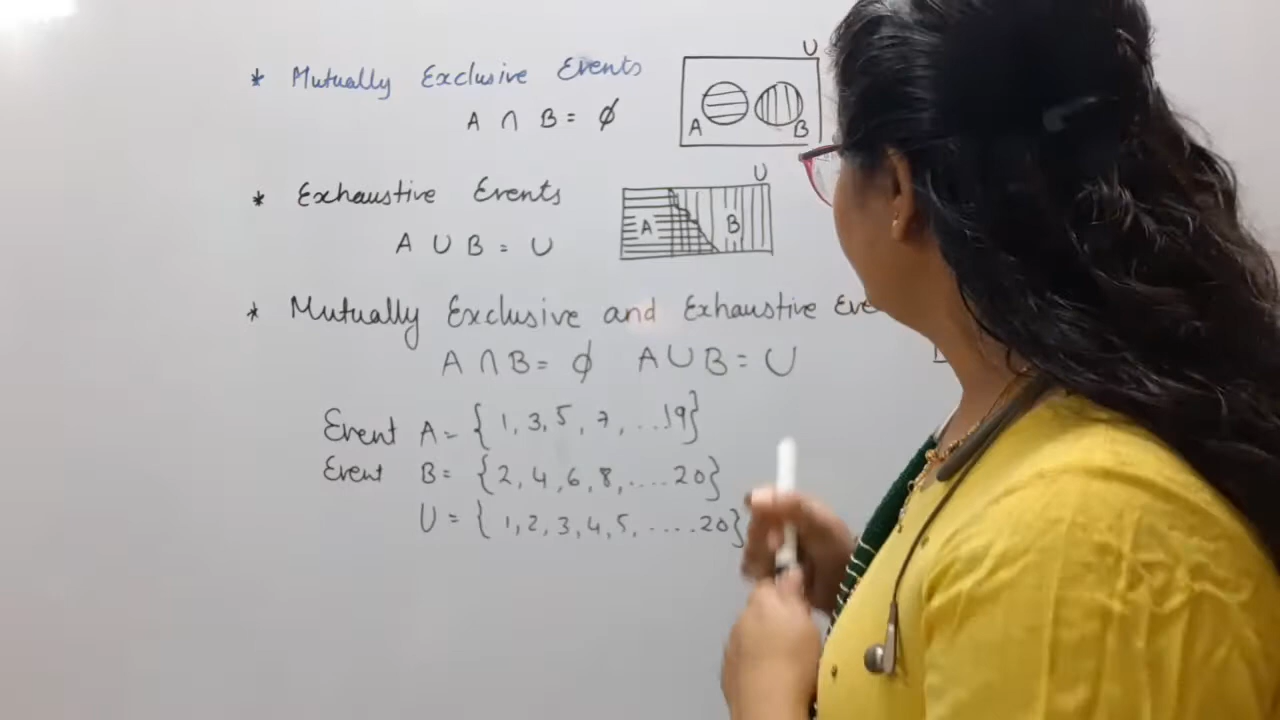 * Mutually Exclusive Events
A ∩ B = ϕ
U
A B
* Exhaustive Events
A ∪ B = U
U
A B
* Mutually Exclusive and Exhaustive Eve
A ∩ B = ϕ A ∪ B = U
Event A = { 1, 3, 5, 7, ...19}
Event B = {2, 4, 6, 8, ....20}
U = { 1, 2, 3, 4, 5, .....20}